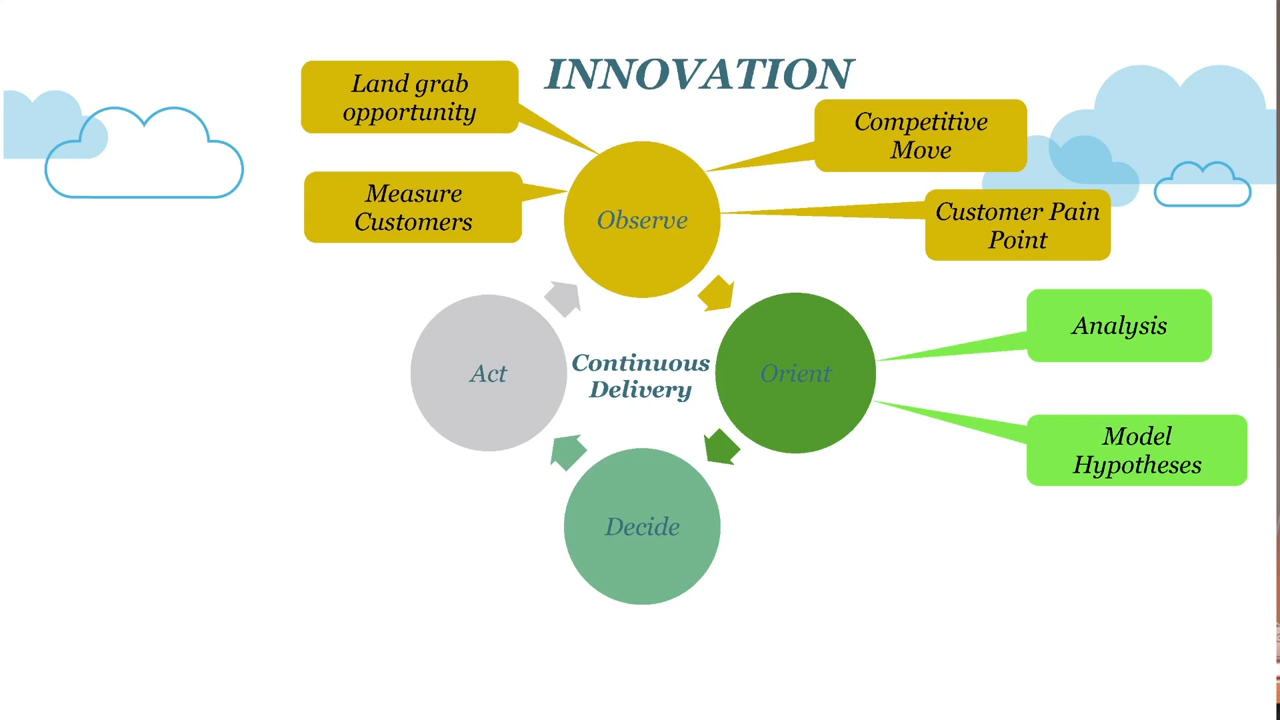 INNOVATION
Land grab
opportunity
Competitive
Move
Measure
Customers
Observe
Customer Pain
Point
Analysis
Act
Continuous
Delivery
Orient
Model
Hypotheses
Decide